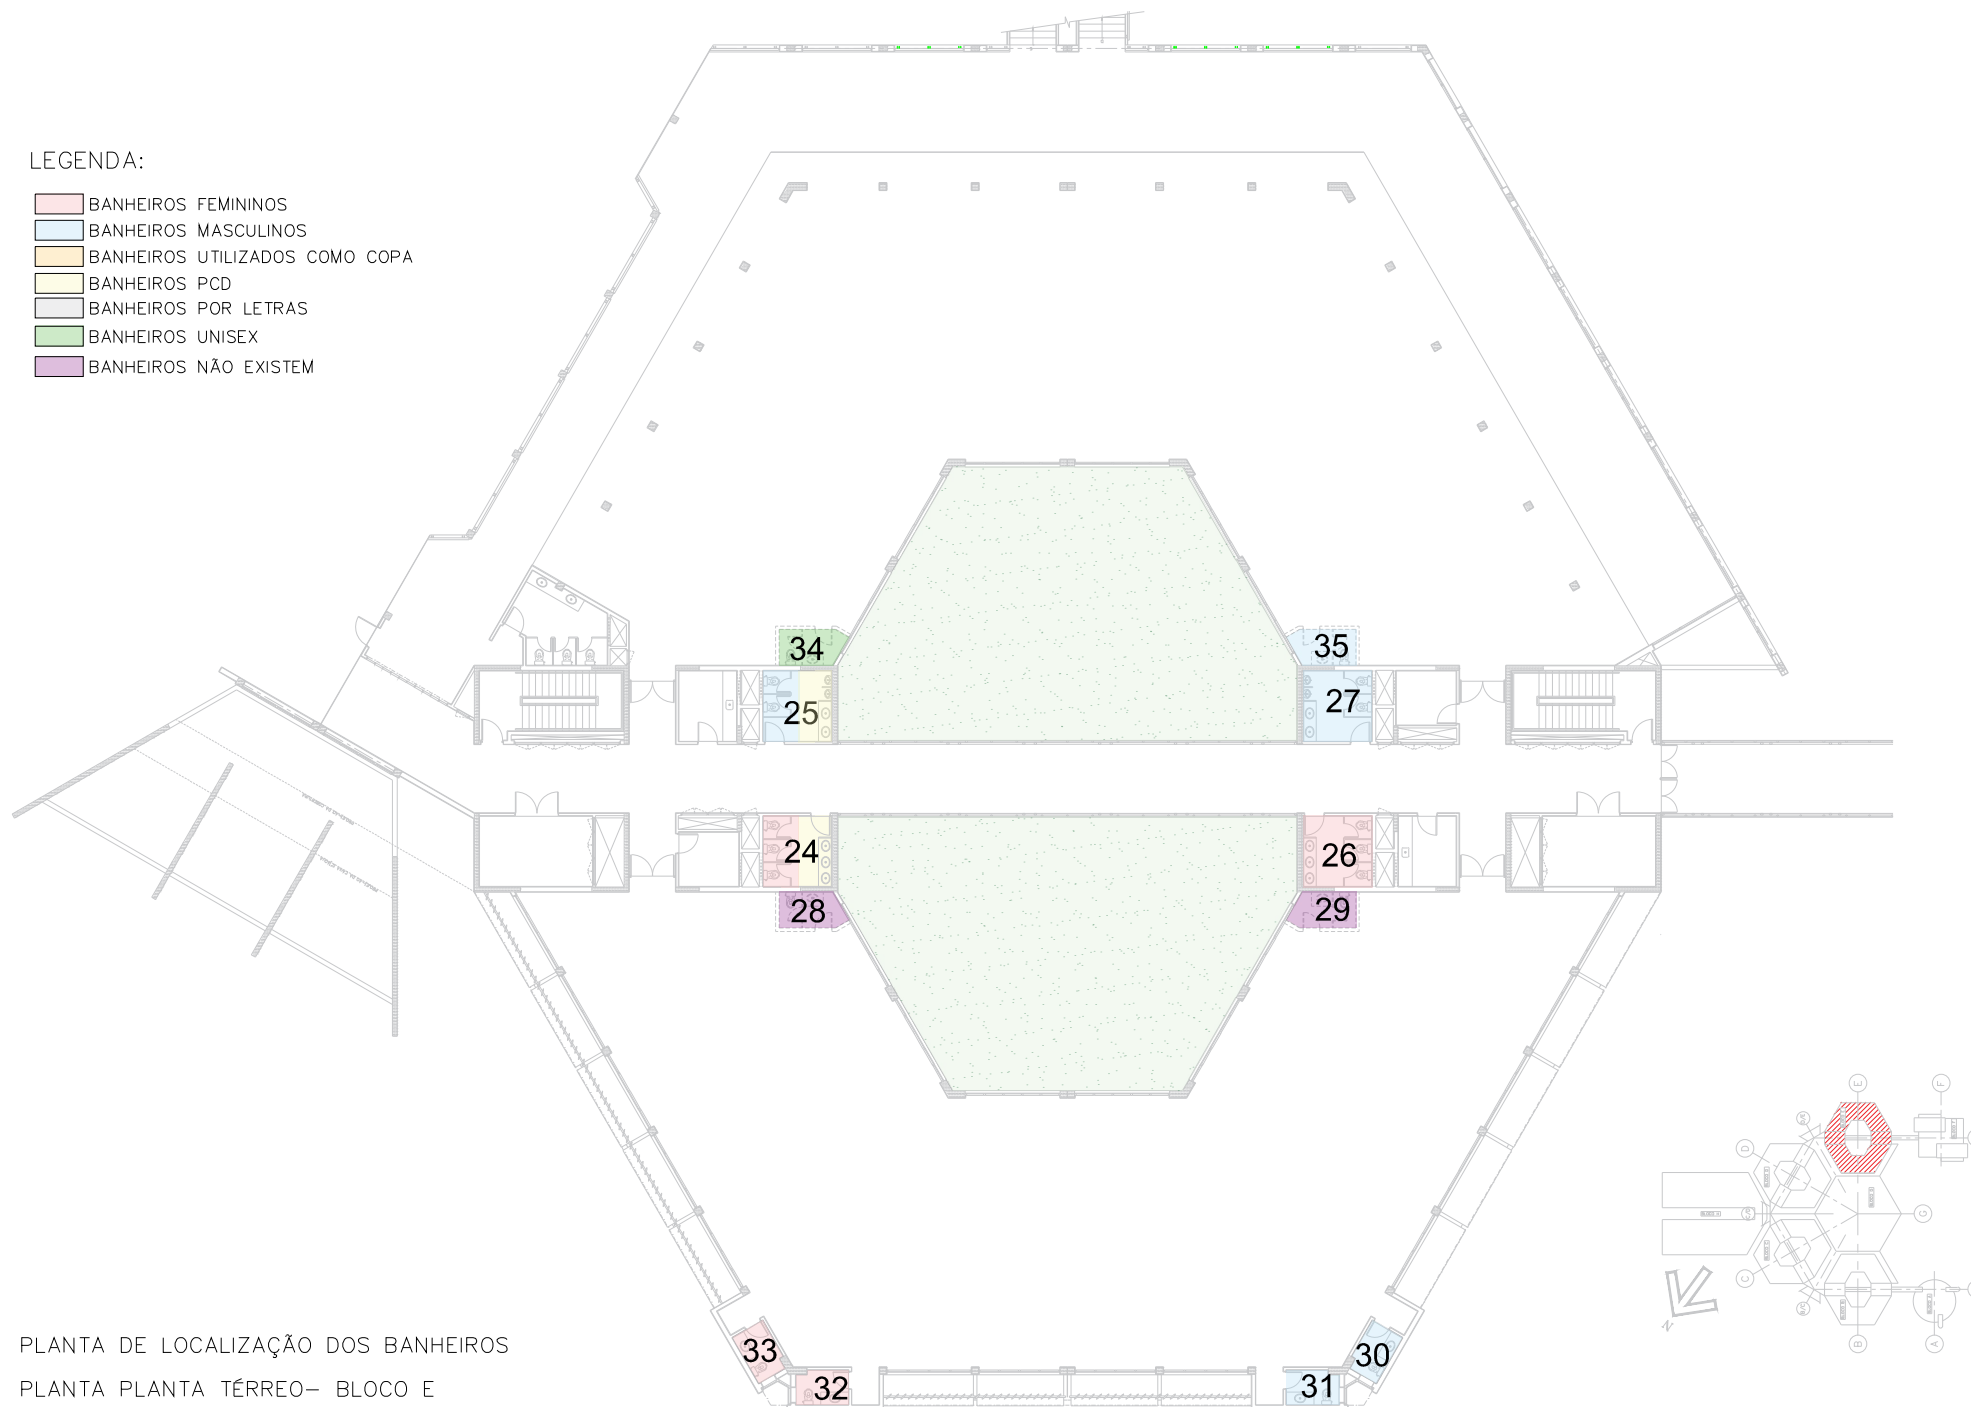 LEGENDA:
BANHEIROS FEMININOS
BANHEIROS MASCULINOS
BANHEIROS UTILIZADOS COMO COPA
BANHEIROS PCD
BANHEIROS POR LETRAS
BANHEIROS UNISEX
BANHEIROS NÃO EXISTEM
34
35
25
27
24
26
28
29
33
30
32
31
E
F
D
G
C
B
A
N
PLANTA DE LOCALIZAÇÃO DOS BANHEIROS
PLANTA PLANTA TÉRREO– BLOCO E